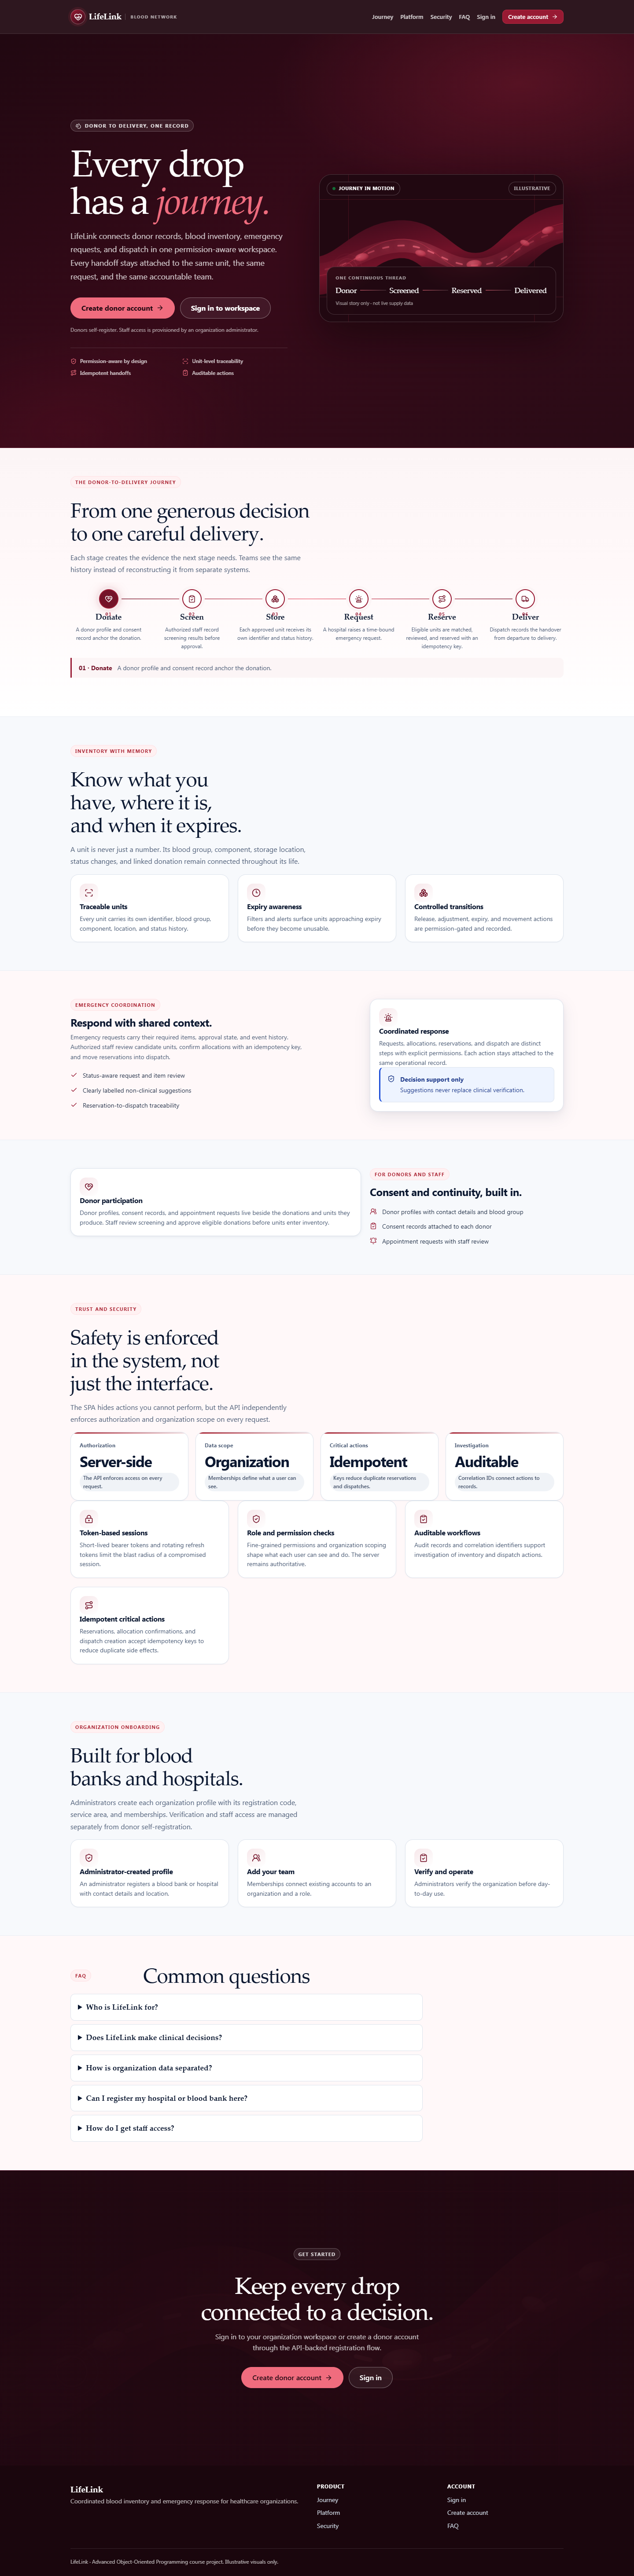 LifeLink
BLOOD NETWORK
Journey
Platform
Security
FAQ
Sign in
Create account
DONOR TO DELIVERY, ONE RECORD
Every drop
has a journey.
LifeLink connects donor records, blood inventory, emergency
requests, and dispatch in one permission-aware workspace.
Every handoff stays attached to the same unit, the same
request, and the same accountable team.
Create donor account
Sign in to workspace
Donors self-register. Staff access is provisioned by an organization administrator.
Permission-aware by design
Unit-level traceability
Idempotent handoffs
Auditable actions
JOURNEY IN MOTION
ILLUSTRATIVE
ONE CONTINUOUS THREAD
Donor
Screened
Reserved
Delivered
Visual story only - not live supply data
THE DONOR-TO-DELIVERY JOURNEY
From one generous decision
to one careful delivery.
Each stage creates the evidence the next stage needs. Teams see the same
history instead of reconstructing it from separate systems.
Donate
A donor profile and consent
record anchor the donation.
Screen
Authorized staff record
screening results before
approval.
Store
Each approved unit receives its
own identifier and status history.
Request
A hospital raises a time-bound
emergency request.
Reserve
Eligible units are matched,
reviewed, and reserved with an
idempotency key.
Deliver
Dispatch records the handover
from departure to delivery.
01 · Donate A donor profile and consent record anchor the donation.
INVENTORY WITH MEMORY
Know what you
have, where it is,
and when it expires.
A unit is never just a number. Its blood group, component, storage location,
status changes, and linked donation remain connected throughout its life.
Traceable units
Every unit carries its own identifier, blood group,
component, location, and status history.
Expiry awareness
Filters and alerts surface units approaching expiry
before they become unusable.
Controlled transitions
Release, adjustment, expiry, and movement actions
are permission-gated and recorded.
EMERGENCY COORDINATION
Respond with shared context.
Emergency requests carry their required items, approval state, and event history.
Authorized staff review candidate units, confirm allocations with an idempotency key,
and move reservations into dispatch.
Status-aware request and item review
Clearly labelled non-clinical suggestions
Reservation-to-dispatch traceability
Coordinated response
Requests, allocations, reservations, and dispatch are distinct
steps with explicit permissions. Each action stays attached to the
same operational record.
Decision support only
Suggestions never replace clinical verification.
Donor participation
Donor profiles, consent records, and appointment requests live beside the donations and units they
produce. Staff review screening and approve eligible donations before units enter inventory.
FOR DONORS AND STAFF
Consent and continuity, built in.
Donor profiles with contact details and blood group
Consent records attached to each donor
Appointment requests with staff review
TRUST AND SECURITY
Safety is enforced
in the system, not
just the interface.
The SPA hides actions you cannot perform, but the API independently
enforces authorization and organization scope on every request.
Authorization
Server-side
The API enforces access on every
request.
Data scope
Organization
Memberships define what a user can
see.
Critical actions
Idempotent
Keys reduce duplicate reservations
and dispatches.
Investigation
Auditable
Correlation IDs connect actions to
records.
Token-based sessions
Short-lived bearer tokens and rotating refresh
tokens limit the blast radius of a compromised
session.
Role and permission checks
Fine-grained permissions and organization scoping
shape what each user can see and do. The server
remains authoritative.
Auditable workflows
Audit records and correlation identifiers support
investigation of inventory and dispatch actions.
Idempotent critical actions
Reservations, allocation confirmations, and
dispatch creation accept idempotency keys to
reduce duplicate side effects.
ORGANIZATION ONBOARDING
Built for blood
banks and hospitals.
Administrators create each organization profile with its registration code,
service area, and memberships. Verification and staff access are managed
separately from donor self-registration.
Administrator-created profile
An administrator registers a blood bank or hospital
with contact details and location.
Add your team
Memberships connect existing accounts to an
organization and a role.
Verify and operate
Administrators verify the organization before day-
to-day use.
FAQ
Common questions
Who is LifeLink for?
Does LifeLink make clinical decisions?
How is organization data separated?
Can I register my hospital or blood bank here?
How do I get staff access?
GET STARTED
Keep every drop
connected to a decision.
Sign in to your organization workspace or create a donor account
through the API-backed registration flow.
Create donor account
Sign in
LifeLink
Coordinated blood inventory and emergency response for healthcare organizations.
PRODUCT
Journey
Platform
Security
ACCOUNT
Sign in
Create account
FAQ
LifeLink · Advanced Object-Oriented Programming course project. Illustrative visuals only.